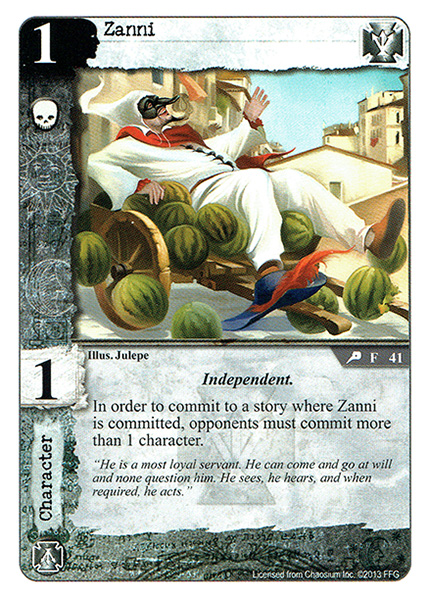 1
Zanni
Illus. Julepe
F 41
1
Independent.
In order to commit to a story where Zanni
is committed, opponents must commit more
than 1 character.
“He is a most loyal servant. He can come and go at will
and none question him. He sees, he hears, and when
required, he acts.”
Character
Licensed from Chaosium Inc. ©2013 FFG